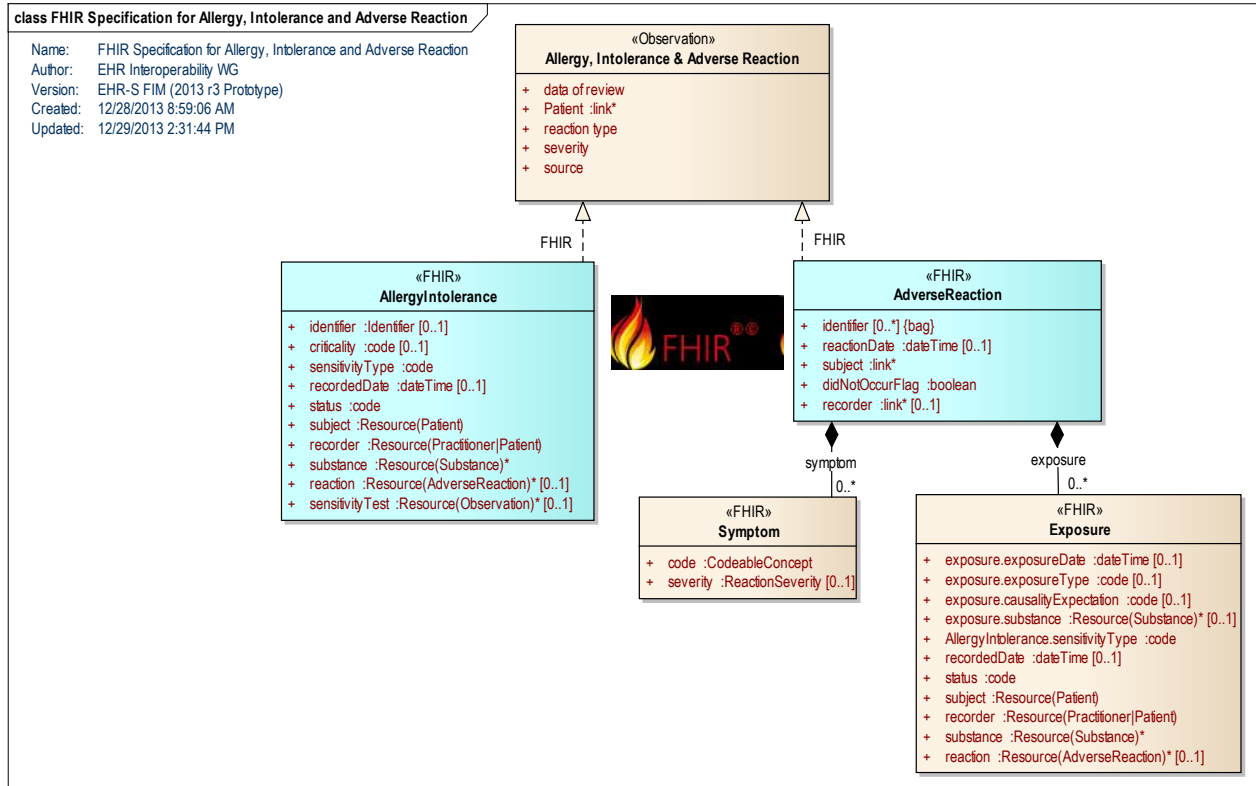 class FHIR Specification for Allergy, Intolerance and Adverse Reaction
Name: FHIR Specification for Allergy, Intolerance and Adverse Reaction
Author: EHR Interoperability WG
Version: EHR-S FIM (2013 r3 Prototype)
Created: 12/28/2013 8:59:06 AM
Updated: 12/29/2013 2:31:44 PM
«Observation»
Allergy, Intolerance & Adverse Reaction
+ data of review
+ Patient :link*
+ reaction type
+ severity
+ source
FHIR
FHIR
«FHIR»
AllergyIntolerance
+ identifier :Identifier [0..1]
+ criticality :code [0..1]
+ sensitivityType :code
+ recordedDate :dateTime [0..1]
+ status :code
+ subject :Resource(Patient)
+ recorder :Resource(Practitioner|Patient)
+ substance :Resource(Substance)*
+ reaction :Resource(AdverseReaction)* [0..1]
+ sensitivityTest :Resource(Observation)* [0..1]
FHIR ® ©
«FHIR»
AdverseReaction
+ identifier [0..*] {bag}
+ reactionDate :dateTime [0..1]
+ subject :link*
+ didNotOccurFlag :boolean
+ recorder :link* [0..1]
symptom
0..*
exposure
0..*
«FHIR»
Symptom
+ code :CodeableConcept
+ severity :ReactionSeverity [0..1]
«FHIR»
Exposure
+ exposure.exposureDate :dateTime [0..1]
+ exposure.exposureType :code [0..1]
+ exposure.causalityExpectation :code [0..1]
+ exposure.substance :Resource(Substance)* [0..1]
+ AllergyIntolerance.sensitivityType :code
+ recordedDate :dateTime [0..1]
+ status :code
+ subject :Resource(Patient)
+ recorder :Resource(Practitioner|Patient)
+ substance :Resource(Substance)*
+ reaction :Resource(AdverseReaction)* [0..1]